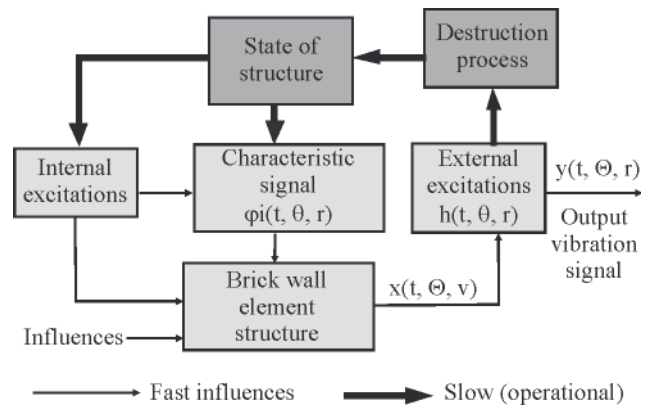 State of
structure
Destruction
process
Internal
excitations
Characteristic
signal
φi(t, θ, r)
External
excitations
h(t, θ, r)
y(t, Θ, r)
Output
vibration
signal
Brick wall
element
structure
x(t, Θ, v)
Influences
Fast influences
Slow (operational)